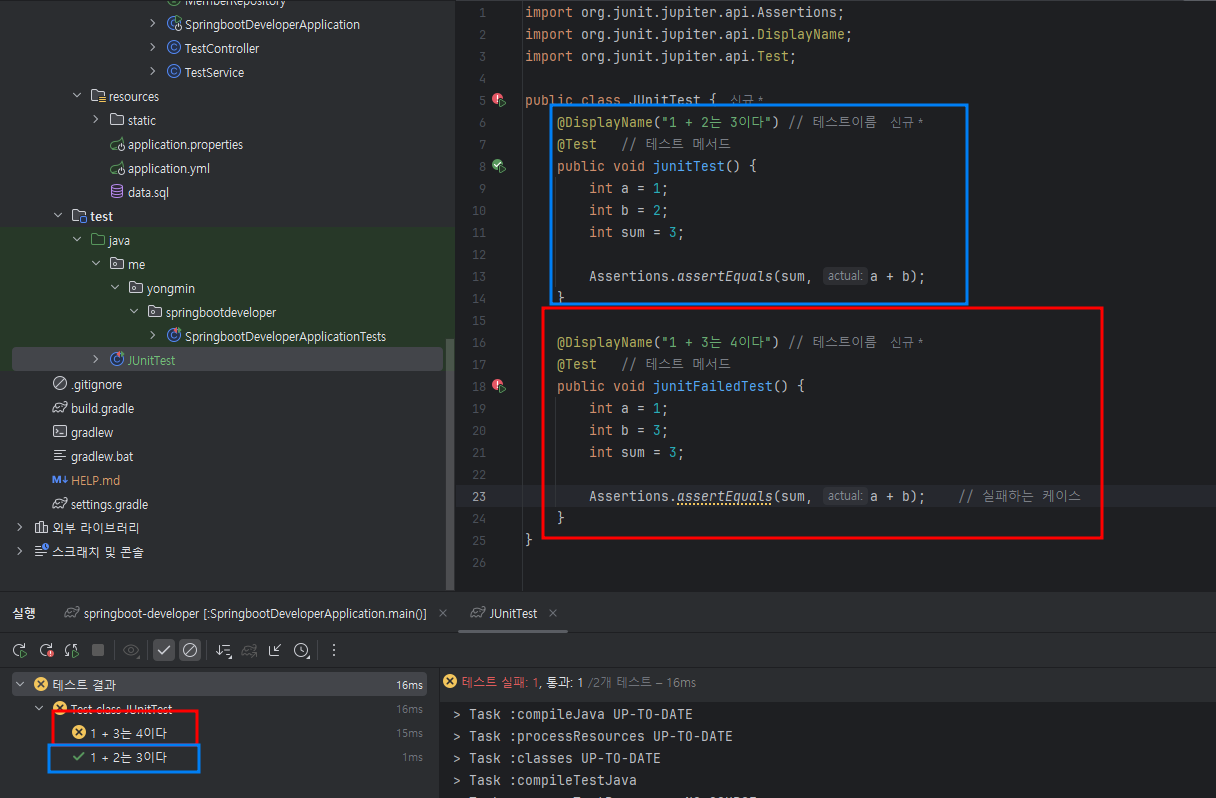 MemberRepository
SpringbootDeveloperApplication
TestController
TestService
resources
static
application.properties
application.yml
data.sql
test
java
me
yongmin
springbootdeveloper
SpringbootDeveloperApplicationTests
JUnitTest
.gitignore
build.gradle
gradlew
gradlew.bat
HELP.md
settings.gradle
외부 라이브러리
스크래치 및 콘솔
1 import org.junit.jupiter.api.Assertions;
2 import org.junit.jupiter.api.DisplayName;
3 import org.junit.jupiter.api.Test;
4
5 public class JUnitTest { 신규 *
6 @DisplayName("1 + 2는 3이다") // 테스트이름 신규 *
7 @Test // 테스트 메서드
8 public void junitTest() {
9 int a = 1;
10 int b = 2;
11 int sum = 3;
12
13 Assertions.assertEquals(sum, actual: a + b);
14 }
15
16 @DisplayName("1 + 3는 4이다") // 테스트이름 신규 *
17 @Test // 테스트 메서드
18 public void junitFailedTest() {
19 int a = 1;
20 int b = 3;
21 int sum = 3;
22
23 Assertions.assertEquals(sum, actual: a + b); // 실패하는 케이스
24 }
25 }
26
실행 springboot-developer [:SpringbootDeveloperApplication.main()] × JUnitTest ×
테스트 결과 16ms
Test class JUnitTest 16ms
1 + 3는 4이다 15ms
1 + 2는 3이다 1ms
테스트 실패: 1, 통과: 1 /2개 테스트 – 16ms
> Task :compileJava UP-TO-DATE
> Task :processResources UP-TO-DATE
> Task :classes UP-TO-DATE
> Task :compileTestJava